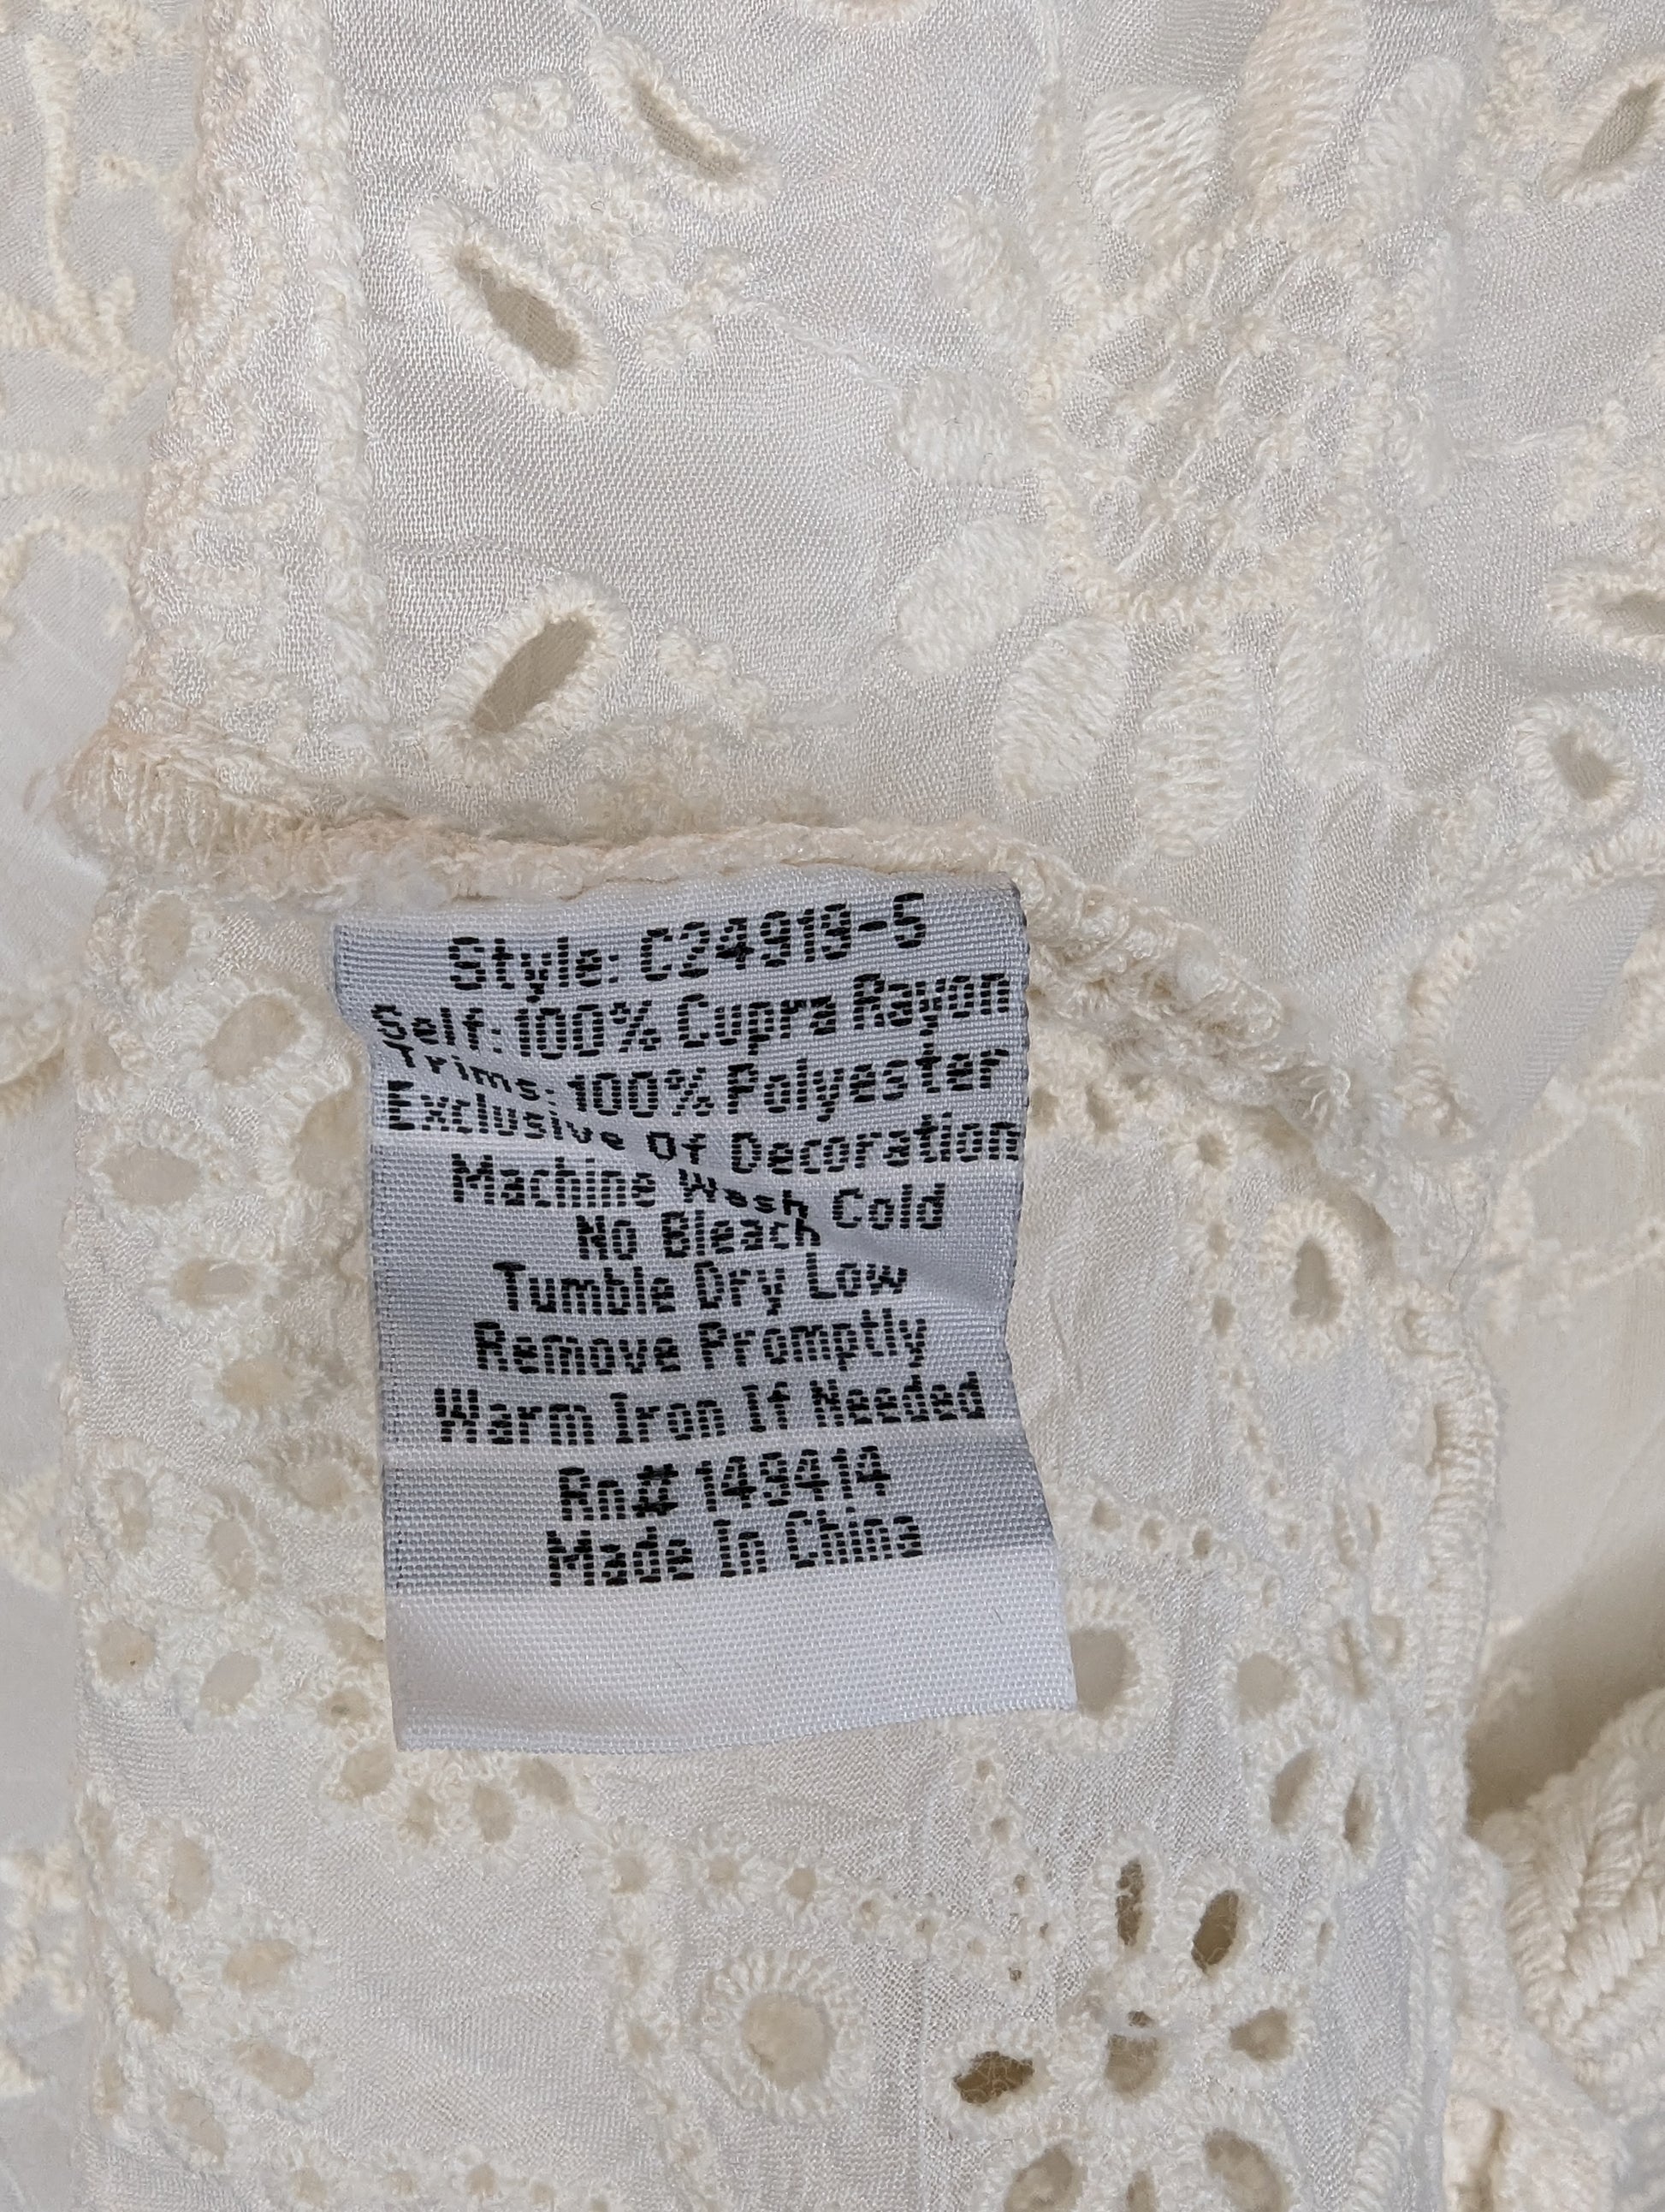 Style: C24919-5
Self: 100% Cupra Rayon
Trims: 100% Polyester
Exclusive Of Decoration
Machine Wash Cold
No Bleach
Tumble Dry Low
Remove Promptly
Warm Iron If Needed
Rn# 149414
Made In China